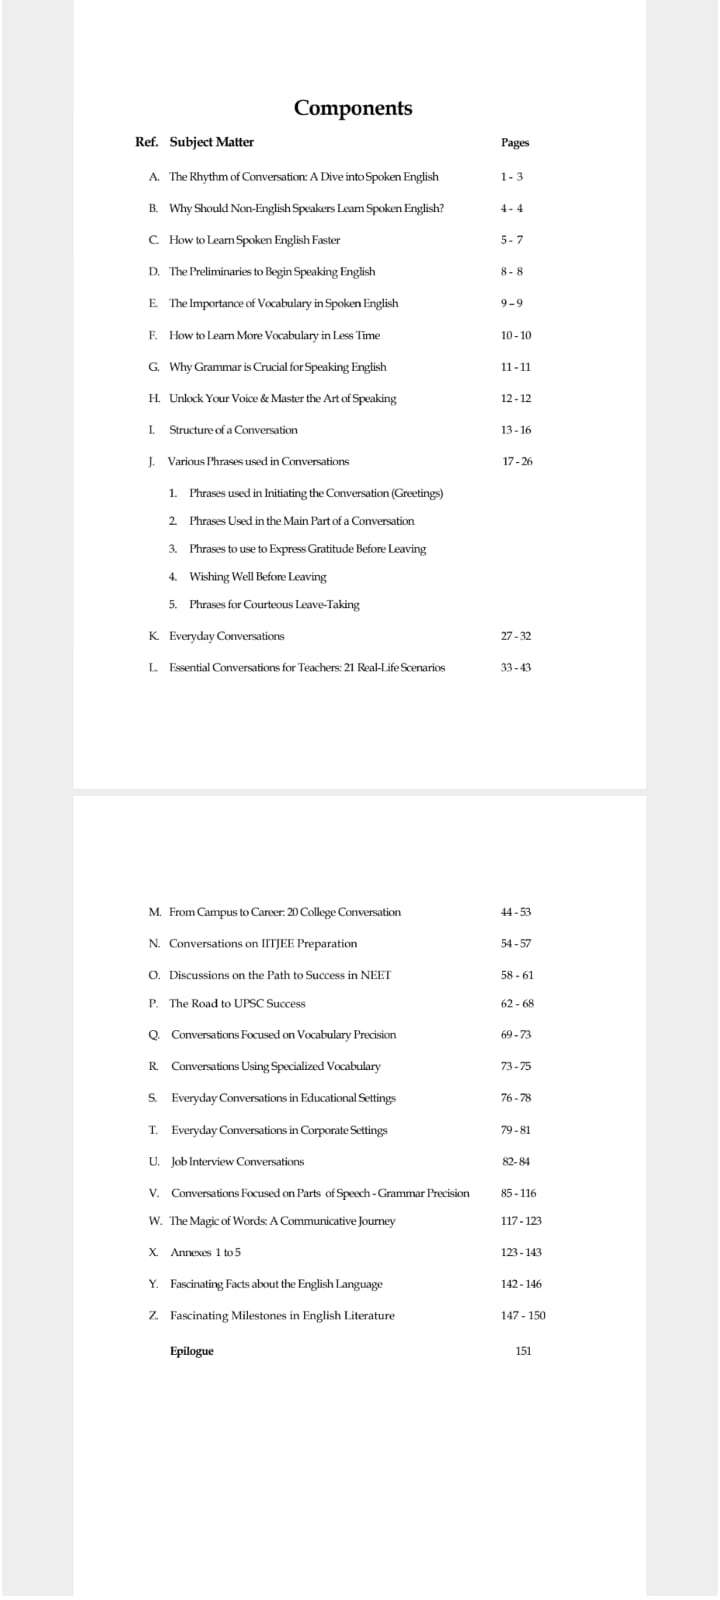 Components
Ref. Subject Matter Pages
A. The Rhythm of Conversation: A Dive into Spoken English 1 - 3
B. Why Should Non-English Speakers Learn Spoken English? 4 - 4
C. How to Learn Spoken English Faster 5 - 7
D. The Preliminaries to Begin Speaking English 8 - 8
E. The Importance of Vocabulary in Spoken English 9 – 9
F. How to Learn More Vocabulary in Less Time 10 - 10
G. Why Grammar is Crucial for Speaking English 11 - 11
H. Unlock Your Voice & Master the Art of Speaking 12 - 12
I. Structure of a Conversation 13 - 16
J. Various Phrases used in Conversations 17 - 26
1. Phrases used in Initiating the Conversation (Greetings)
2. Phrases Used in the Main Part of a Conversation
3. Phrases to use to Express Gratitude Before Leaving
4. Wishing Well Before Leaving
5. Phrases for Courteous Leave-Taking
K. Everyday Conversations 27 - 32
L. Essential Conversations for Teachers: 21 Real-Life Scenarios 33 - 43
M. From Campus to Career: 20 College Conversation 44 - 53
N. Conversations on IITJEE Preparation 54 - 57
O. Discussions on the Path to Success in NEET 58 - 61
P. The Road to UPSC Success 62 - 68
Q. Conversations Focused on Vocabulary Precision 69 - 73
R. Conversations Using Specialized Vocabulary 73 - 75
S. Everyday Conversations in Educational Settings 76 - 78
T. Everyday Conversations in Corporate Settings 79 - 81
U. Job Interview Conversations 82- 84
V. Conversations Focused on Parts of Speech - Grammar Precision 85 - 116
W. The Magic of Words: A Communicative Journey 117 - 123
X. Annexes 1 to 5 123 - 143
Y. Fascinating Facts about the English Language 142 - 146
Z. Fascinating Milestones in English Literature 147 - 150
Epilogue 151